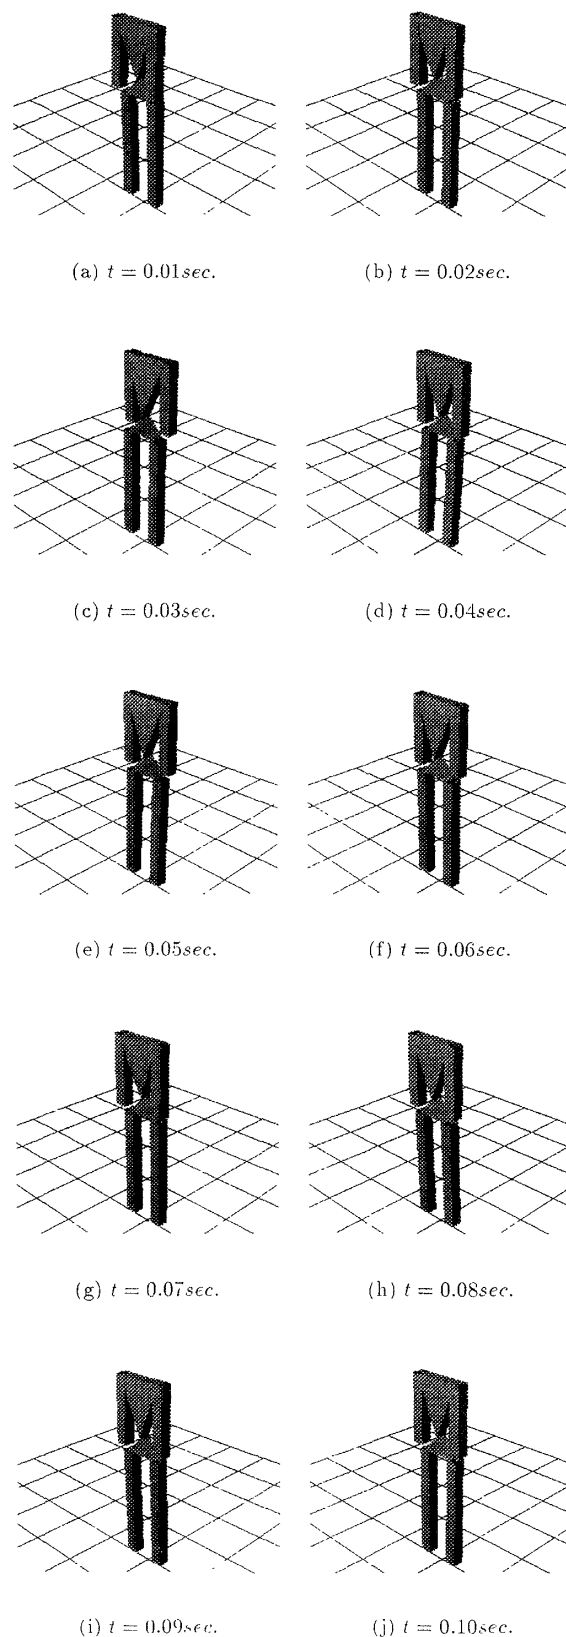 (a) t = 0.01sec.
(b) t = 0.02sec.
(c) t = 0.03sec.
(d) t = 0.04sec.
(e) t = 0.05sec.
(f) t = 0.06sec.
(g) t = 0.07sec.
(h) t = 0.08sec.
(i) t = 0.09sec.
(j) t = 0.10sec.